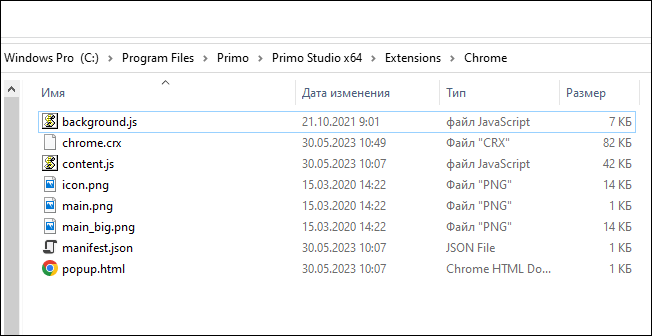 Windows Pro (C:) > Program Files > Primo > Primo Studio x64 > Extensions > Chrome
Имя Дата изменения Тип Размер
background.js 21.10.2021 9:01 файл JavaScript 7 КБ
chrome.crx 30.05.2023 10:49 Файл "CRX" 82 КБ
content.js 30.05.2023 10:07 файл JavaScript 42 КБ
icon.png 15.03.2020 14:22 Файл "PNG" 14 КБ
main.png 15.03.2020 14:22 Файл "PNG" 1 КБ
main_big.png 15.03.2020 14:22 Файл "PNG" 14 КБ
manifest.json 30.05.2023 10:07 JSON File 1 КБ
popup.html 30.05.2023 10:07 Chrome HTML Do... 1 КБ